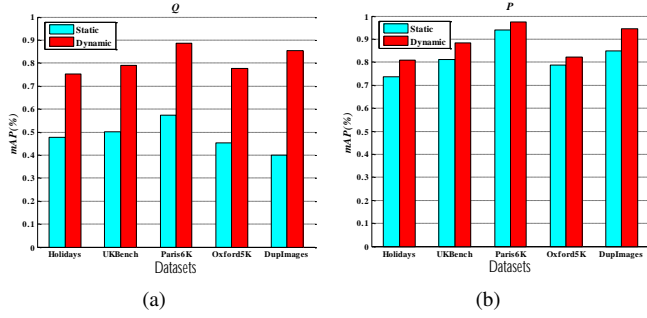 Q
Static
Dynamic
mAP(%)
1
0.9
0.8
0.7
0.6
0.5
0.4
0.3
0.2
0.1
0
Holidays UKBench Paris6K Oxford5K DupImages
Datasets
(a)
P
Static
Dynamic
mAP(%)
1
0.9
0.8
0.7
0.6
0.5
0.4
0.3
0.2
0.1
0
Holidays UKBench Paris6K Oxford5K DupImages
Datasets
(b)